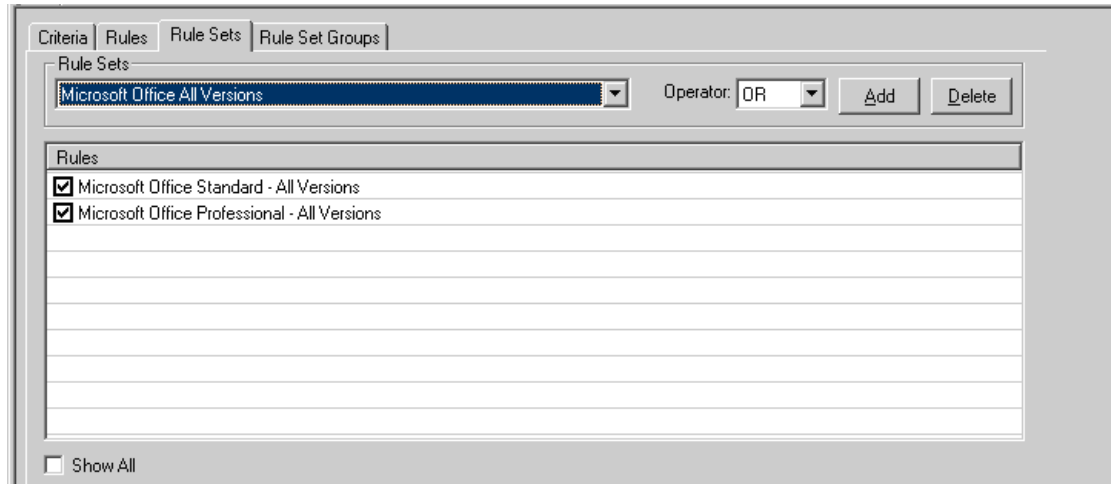 Criteria Rules Rule Sets Rule Set Groups
Rule Sets
Microsoft Office All Versions Operator: OR Add Delete
Rules
Microsoft Office Standard - All Versions
Microsoft Office Professional - All Versions
Show All